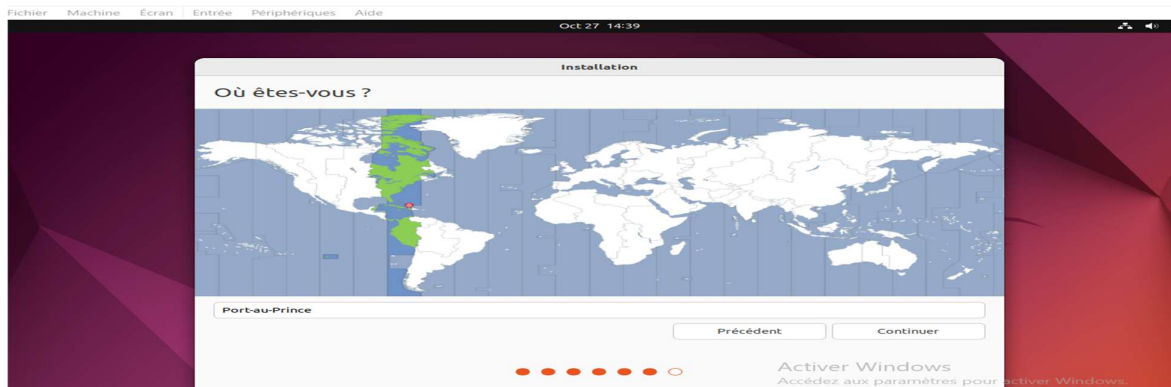 Fichier Machine Écran Entrée Périphériques Aide
Oct 27 14:39
Installation
Où êtes-vous ?
Port-au-Prince
Précédent Continuer
Activer Windows
Accédez aux paramètres pour activer Windows.